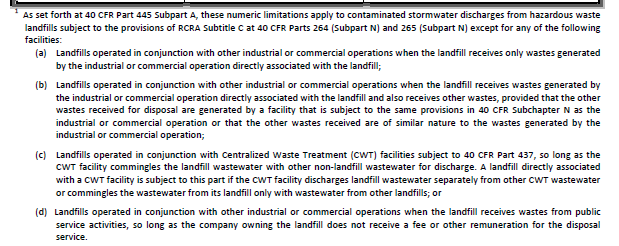 1 As set forth at 40 CFR Part 445 Subpart A, these numeric limitations apply to contaminated stormwater discharges from hazardous waste
landfills subject to the provisions of RCRA Subtitle C at 40 CFR Parts 264 (Subpart N) and 265 (Subpart N) except for any of the following
facilities:
(a) Landfills operated in conjunction with other industrial or commercial operations when the landfill receives only wastes generated
by the industrial or commercial operation directly associated with the landfill;
(b) Landfills operated in conjunction with other industrial or commercial operations when the landfill receives wastes generated by
the industrial or commercial operation directly associated with the landfill and also receives other wastes, provided that the other
wastes received for disposal are generated by a facility that is subject to the same provisions in 40 CFR Subchapter N as the
industrial or commercial operation or that the other wastes received are of similar nature to the wastes generated by the
industrial or commercial operation;
(c) Landfills operated in conjunction with Centralized Waste Treatment (CWT) facilities subject to 40 CFR Part 437, so long as the
CWT facility commingles the landfill wastewater with other non-landfill wastewater for discharge. A landfill directly associated
with a CWT facility is subject to this part if the CWT facility discharges landfill wastewater separately from other CWT wastewater
or commingles the wastewater from its landfill only with wastewater from other landfills; or
(d) Landfills operated in conjunction with other industrial or commercial operations when the landfill receives wastes from public
service activities, so long as the company owning the landfill does not receive a fee or other remuneration for the disposal
service.